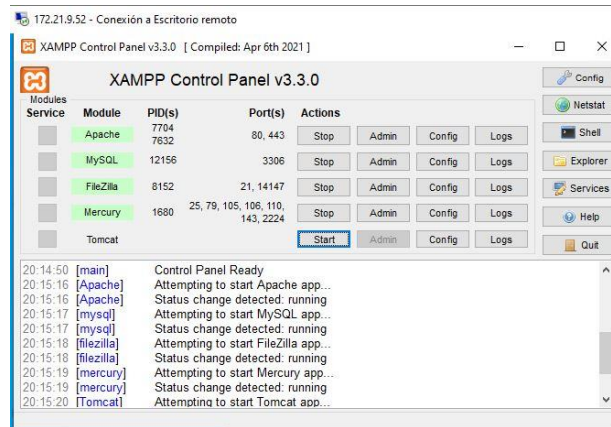 172.21.9.52 - Conexión a Escritorio remoto
XAMPP Control Panel v3.3.0 [ Compiled: Apr 6th 2021 ]
XAMPP Control Panel v3.3.0
Config
Modules
Service Module PID(s) Port(s) Actions
Netstat
Apache 7704 7632 80, 443 Stop Admin Config Logs
Shell
MySQL 12156 3306 Stop Admin Config Logs
Explorer
FileZilla 8152 21, 14147 Stop Admin Config Logs
Services
Mercury 1680 25, 79, 105, 106, 110, 143, 2224 Stop Admin Config Logs
Help
Tomcat Start Admin Config Logs
Quit
20:14:50 [main] Control Panel Ready
20:15:16 [Apache] Attempting to start Apache app...
20:15:16 [Apache] Status change detected: running
20:15:17 [mysql] Attempting to start MySQL app...
20:15:17 [mysql] Status change detected: running
20:15:18 [filezilla] Attempting to start FileZilla app...
20:15:18 [filezilla] Status change detected: running
20:15:19 [mercury] Attempting to start Mercury app...
20:15:19 [mercury] Status change detected: running
20:15:20 [Tomcat] Attempting to start Tomcat app...